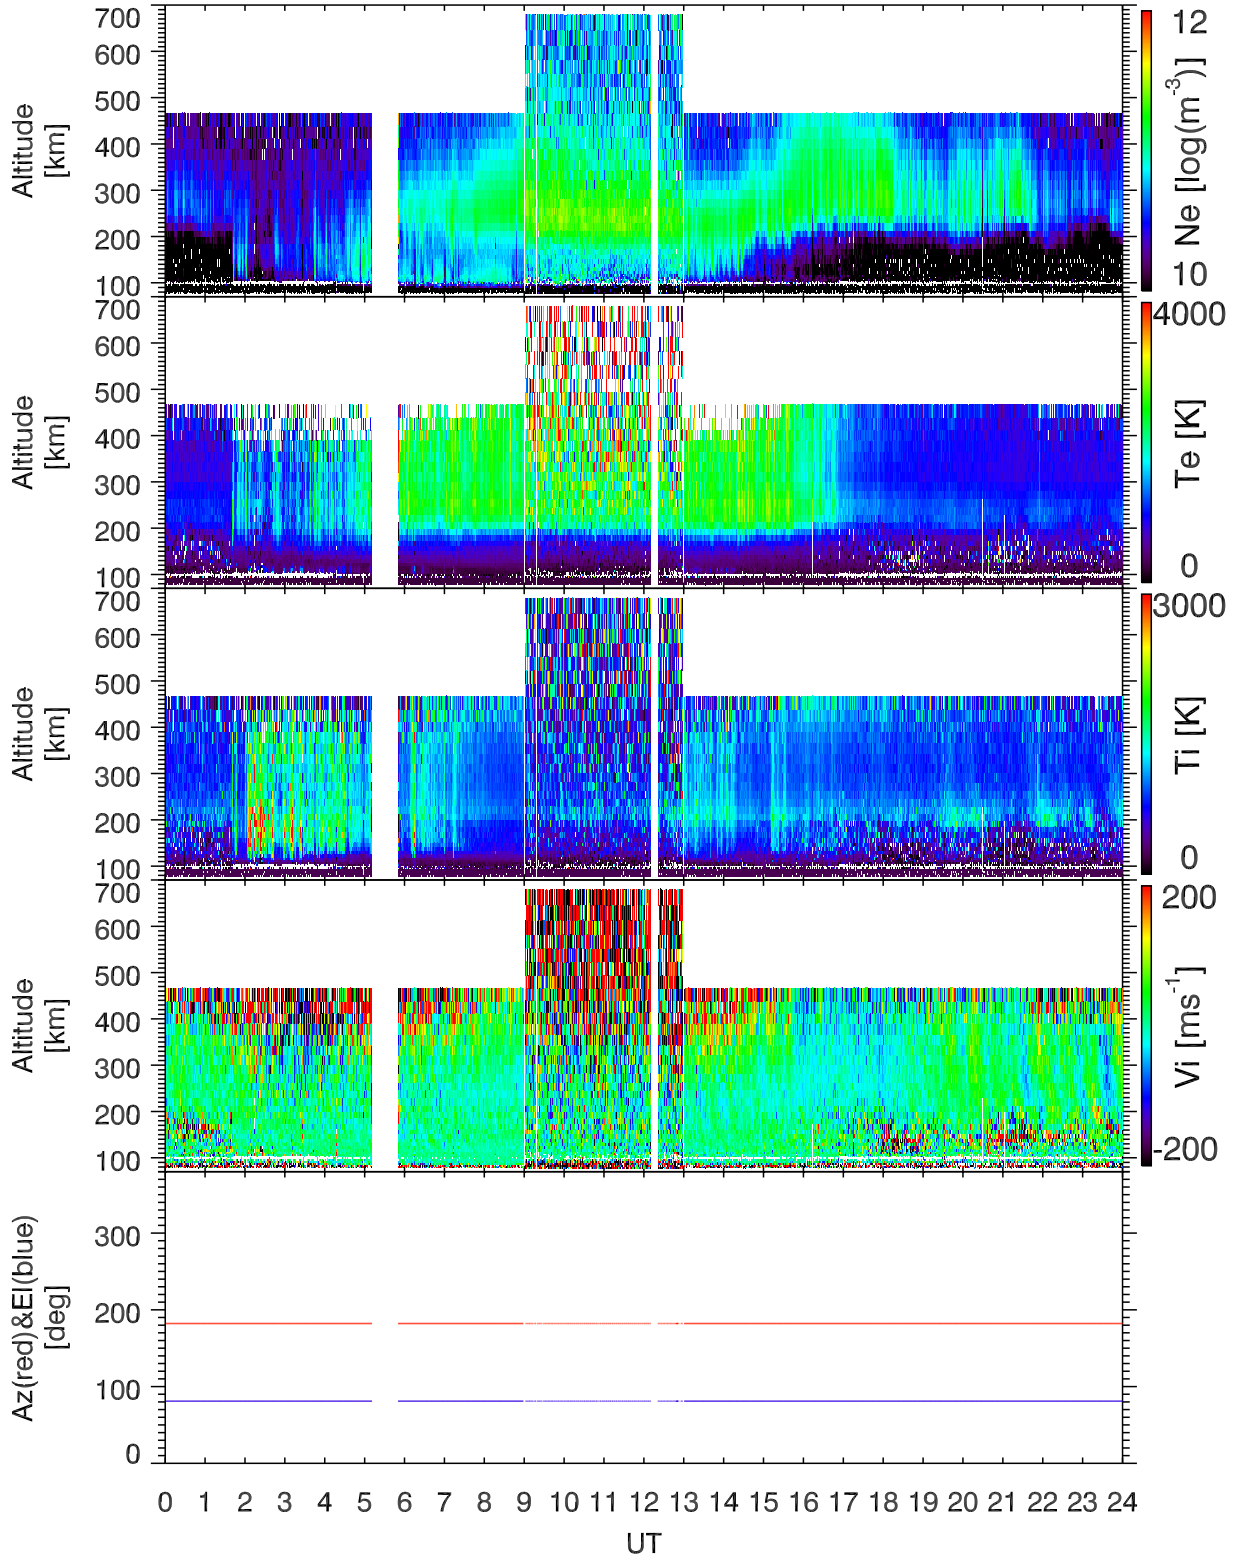 700
600
500
400
300
200
100
Altitude
[km]
12
Ne [log(m⁻³)]
10
700
600
500
400
300
200
100
Altitude
[km]
4000
Te [K]
0
700
600
500
400
300
200
100
Altitude
[km]
3000
Ti [K]
0
700
600
500
400
300
200
100
Altitude
[km]
200
Vi [ms⁻¹]
-200
300
200
100
0
Az(red)&El(blue)
[deg]
0 1 2 3 4 5 6 7 8 9 10 11 12 13 14 15 16 17 18 19 20 21 22 23 24
UT